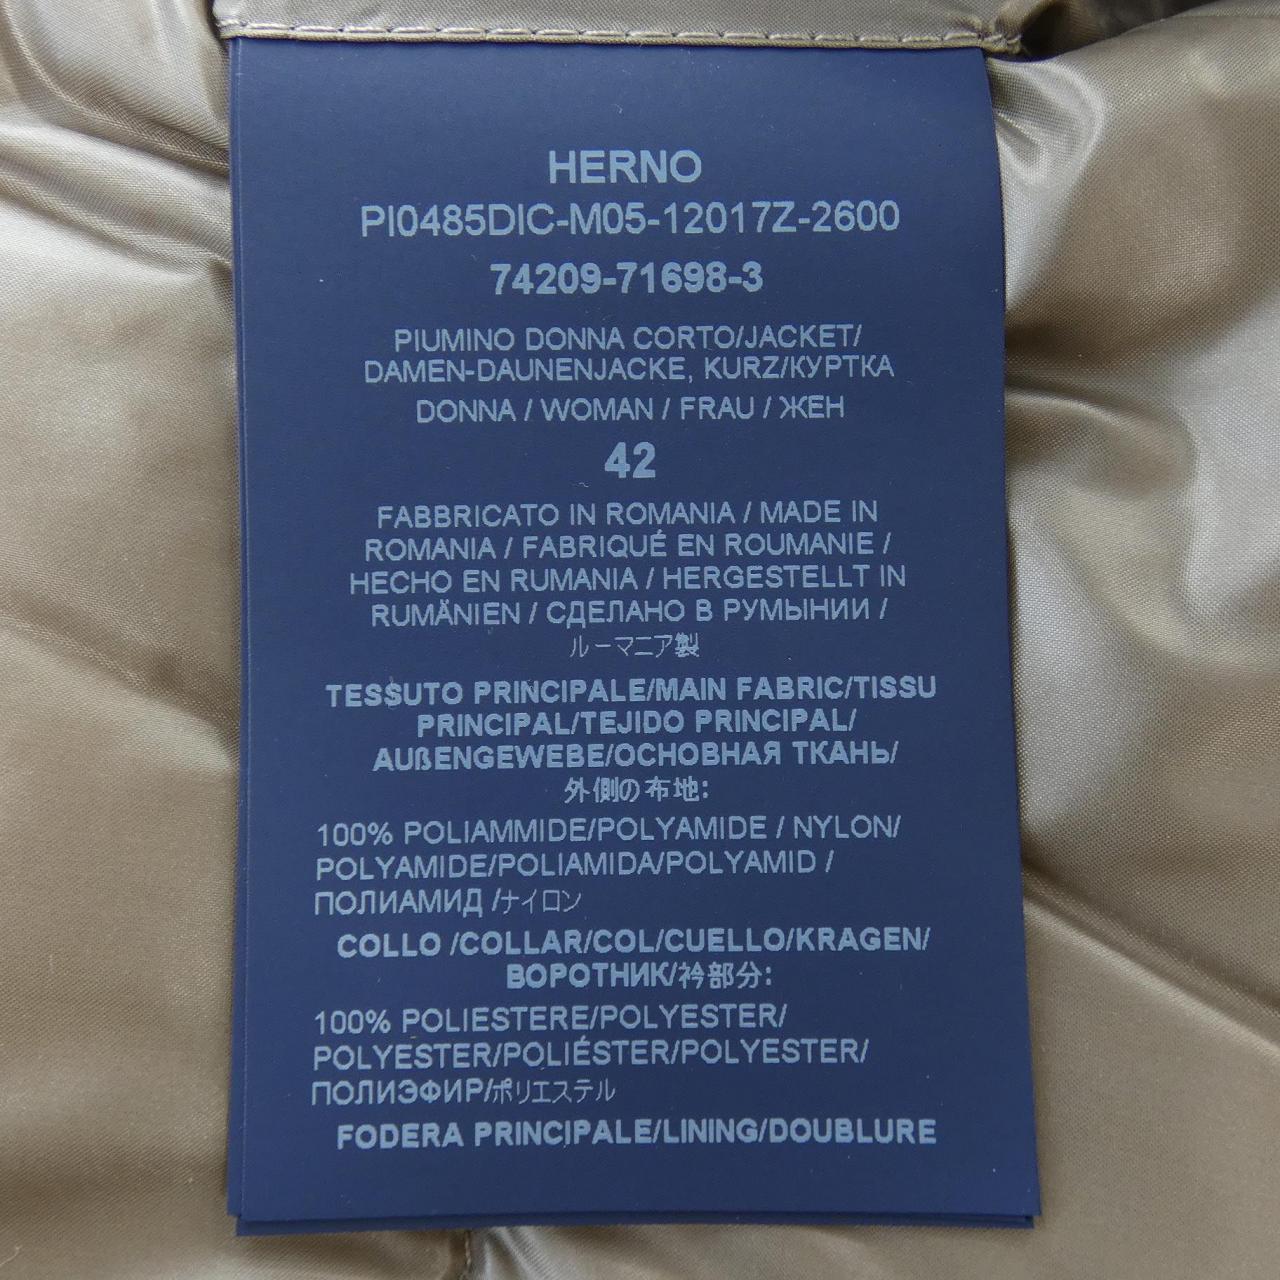 HERNO
PI0485DIC-M05-12017Z-2600
74209-71698-3
PIUMINO DONNA CORTO/JACKET/
DAMEN-DAUNENJACKE, KURZ/КУРТКА
DONNA / WOMAN / FRAU / ЖЕН
42
FABBRICATO IN ROMANIA / MADE IN
ROMANIA / FABRIQUÉ EN ROUMANIE /
HECHO EN RUMANIA / HERGESTELLT IN
RUMÄNIEN / СДЕЛАНО В РУМЫНИИ /
ルーマニア製
TESSUTO PRINCIPALE/MAIN FABRIC/TISSU
PRINCIPAL/TEJIDO PRINCIPAL/
AUßENGEWEBE/ОСНОВНАЯ ТКАНЬ/
外側の布地:
100% POLIAMMIDE/POLYAMIDE / NYLON/
POLYAMIDE/POLIAMIDA/POLYAMID /
ПОЛИАМИД /ナイロン
COLLO /COLLAR/COL/CUELLO/KRAGEN/
ВОРОТНИК/衿部分:
100% POLIESTERE/POLYESTER/
POLYESTER/POLIÉSTER/POLYESTER/
ПОЛИЭФИР/ポリエステル
FODERA PRINCIPALE/LINING/DOUBLURE